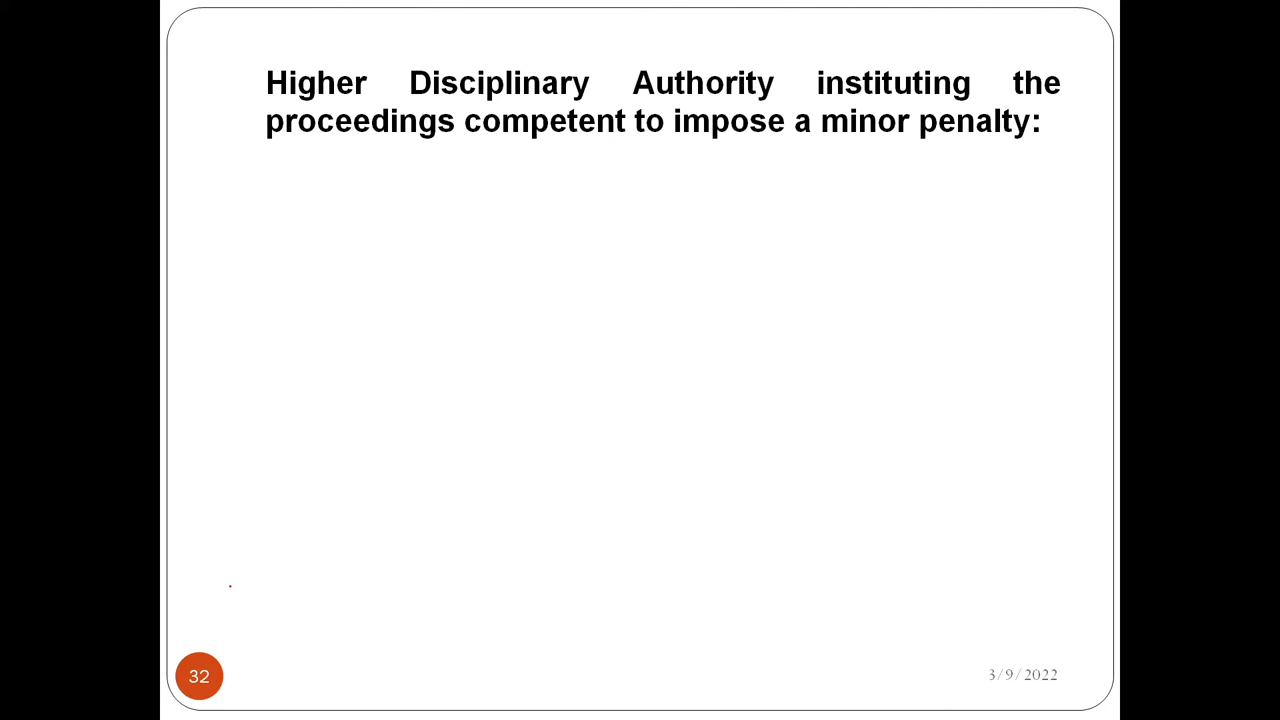 Higher Disciplinary Authority instituting the
proceedings competent to impose a minor penalty:
32
3/9/2022